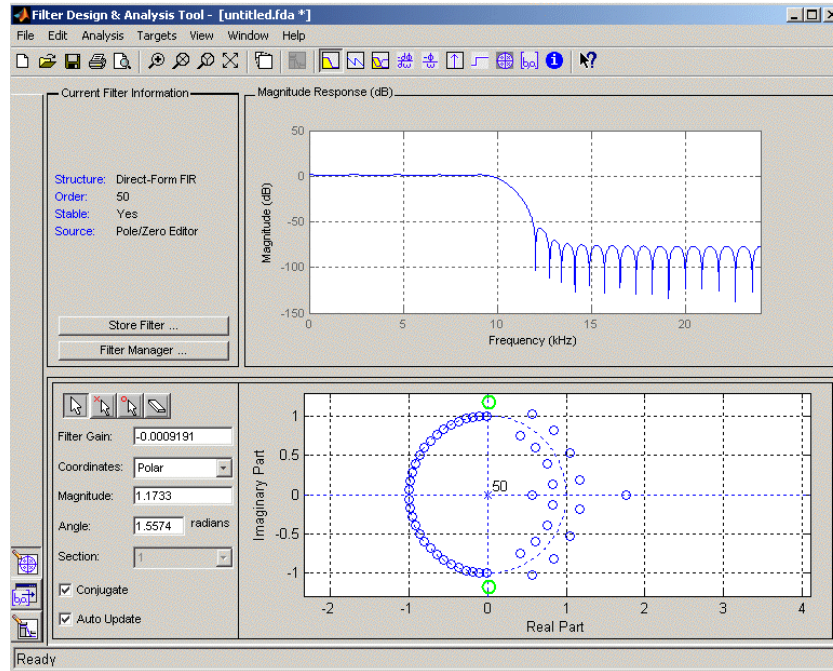 Filter Design & Analysis Tool - [untitled.fda *]
File Edit Analysis Targets View Window Help
Current Filter Information
Structure: Direct-Form FIR
Order: 50
Stable: Yes
Source: Pole/Zero Editor
Store Filter ...
Filter Manager ...
Magnitude Response (dB)
50
0
-50
-100
-150
Magnitude (dB)
0 5 10 15 20
Frequency (kHz)
Filter Gain: -0.0009191
Coordinates: Polar
Magnitude: 1.1733
Angle: 1.5574 radians
Section: 1
Conjugate
Auto Update
1
0.5
0
-0.5
-1
Imaginary Part
50
-2 -1 0 1 2 3 4
Real Part
Ready